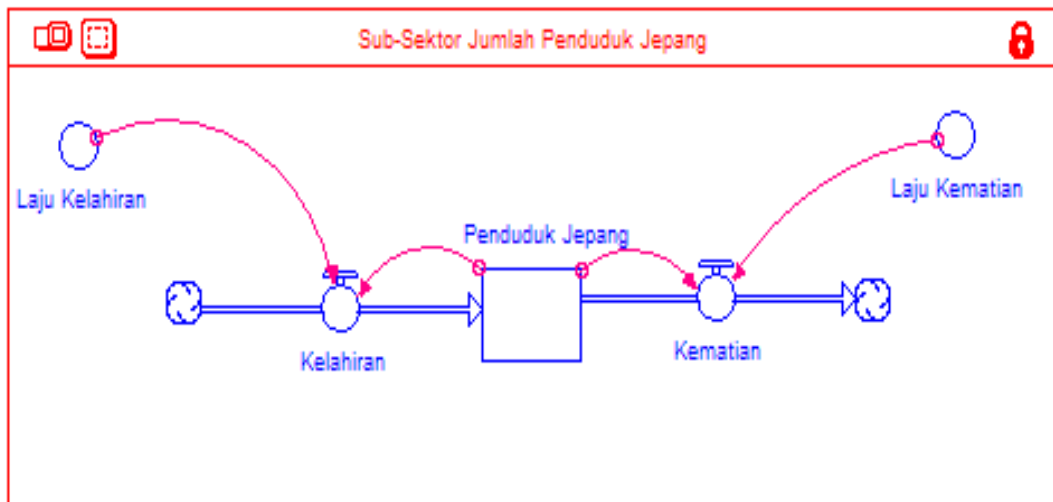 Sub-Sektor Jumlah Penduduk Jepang
Laju Kelahiran
Laju Kematian
Penduduk Jepang
Kelahiran
Kematian